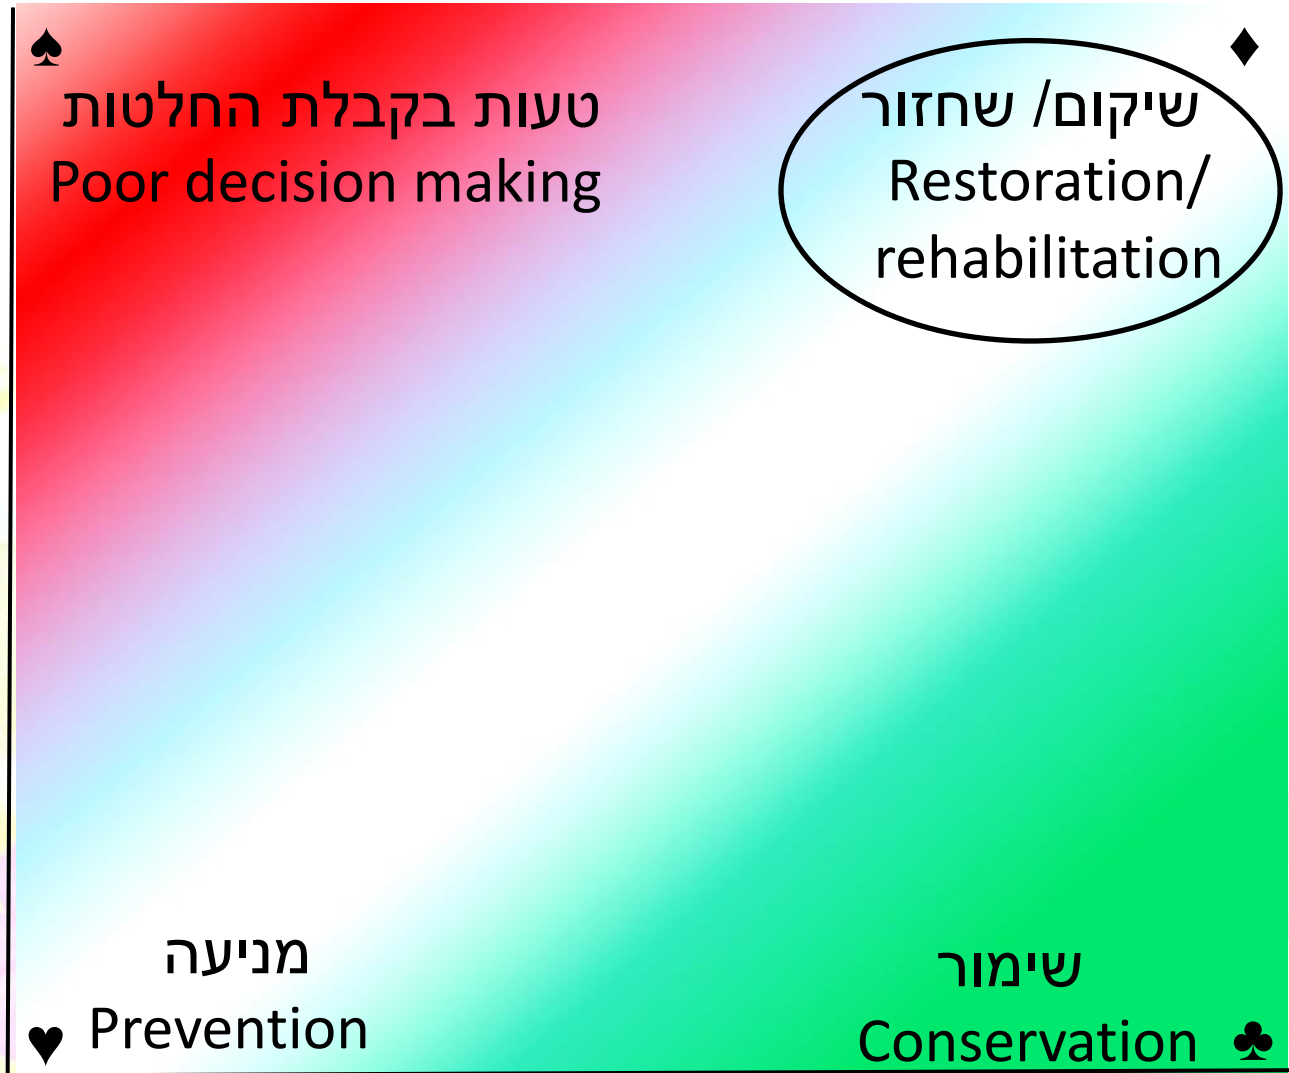 ♠
טעות בקבלת החלטות
Poor decision making
♦
שיקום/ שחזור
Restoration/
rehabilitation
מניעה
Prevention
♥
שימור
Conservation
♣